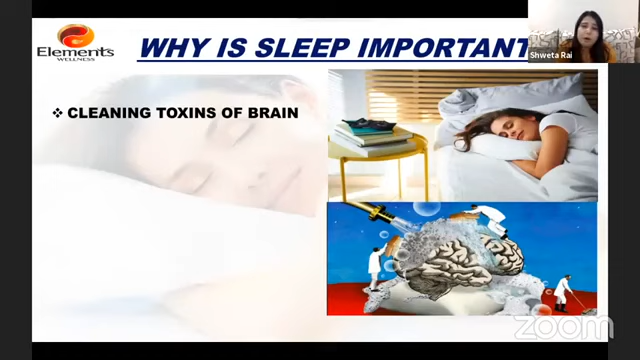 Elements
WELLNESS
WHY IS SLEEP IMPORTANT
Shweta Rai
❖ CLEANING TOXINS OF BRAIN
zoom